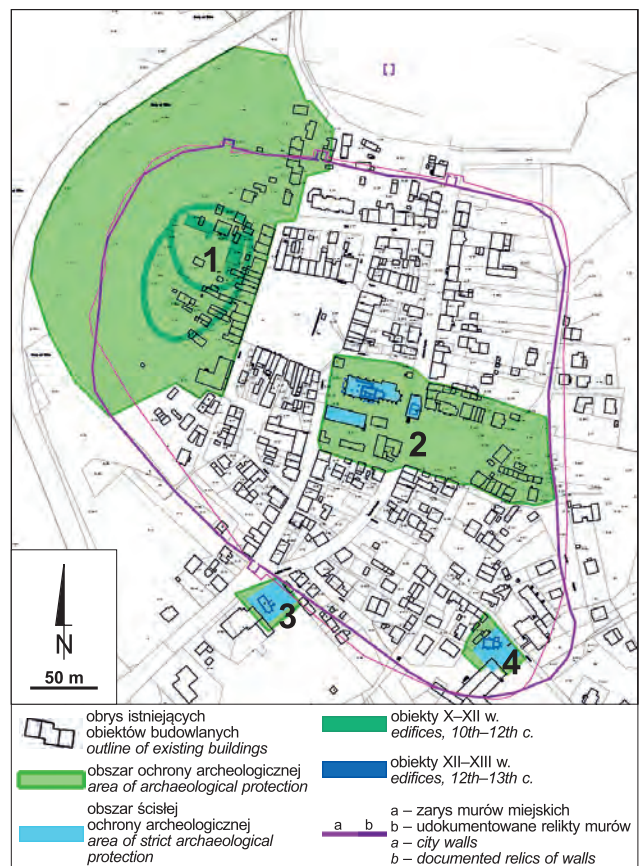 1
2
3
4
N
50 m
obrys istniejących
obiektów budowlanych
outline of existing buildings
obszar ochrony archeologicznej
area of archaeological protection
obszar ścisłej
ochrony archeologicznej
area of strict archaeological
protection
obiekty X–XII w.
edifices, 10th–12th c.
obiekty XII–XIII w.
edifices, 12th–13th c.
a b
a – zarys murów miejskich
b – udokumentowane relikty murów
a – city walls
b – documented relics of walls